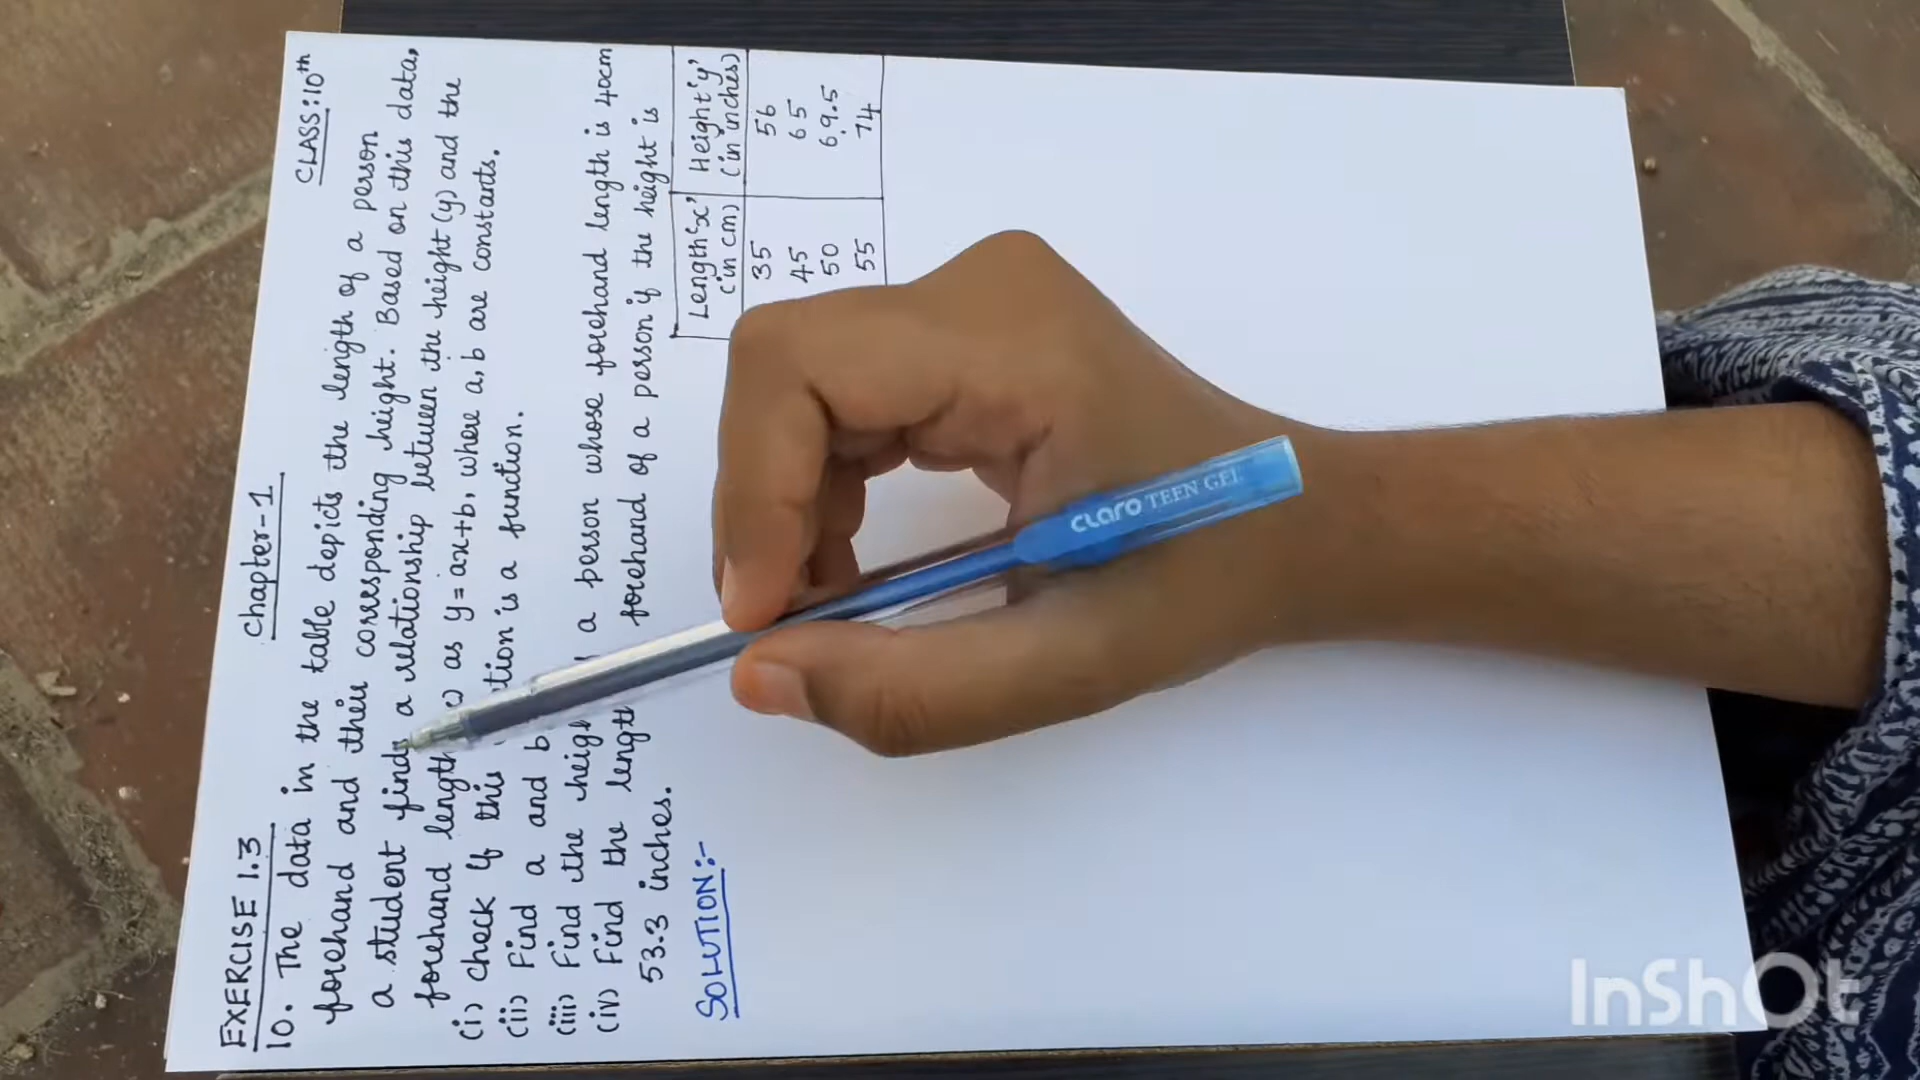 EXERCISE 1.3 Chapter-1 CLASS:10th
10. The data in the table depicts the length of a person
forehand and their corresponding height. Based on this data,
a student finds a relationship between the height (y) and the
forehand length as y = ax+b, where a, b are constants.
(i) check if this is a function.
(ii) Find a and b
(iii) Find the a person whose forehand length is 40cm
(iv) Find the forehand of a person if the height is
53.3 inches.
Length'x' Height'y'
(in cm) (in inches)
35 56
45 65
50 69.5
55 74
SOLUTION:-
CLARO TEEN GEL
InShOt